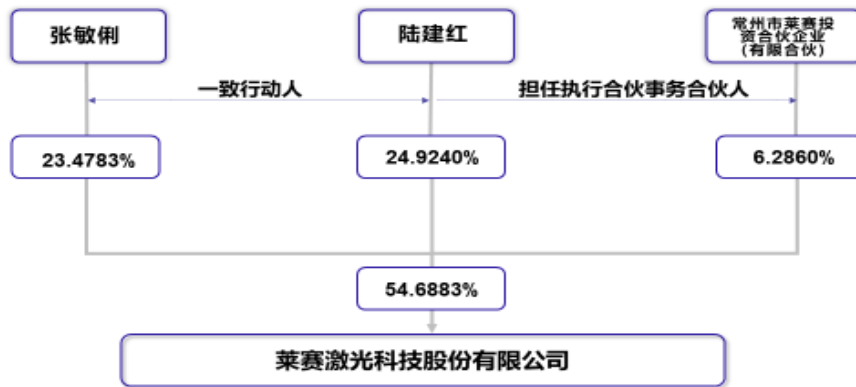 张敏俐
陆建红
常州市莱赛投
资合伙企业
(有限合伙)
一致行动人
担任执行合伙事务合伙人
23.4783%
24.9240%
6.2860%
54.6883%
莱赛激光科技股份有限公司